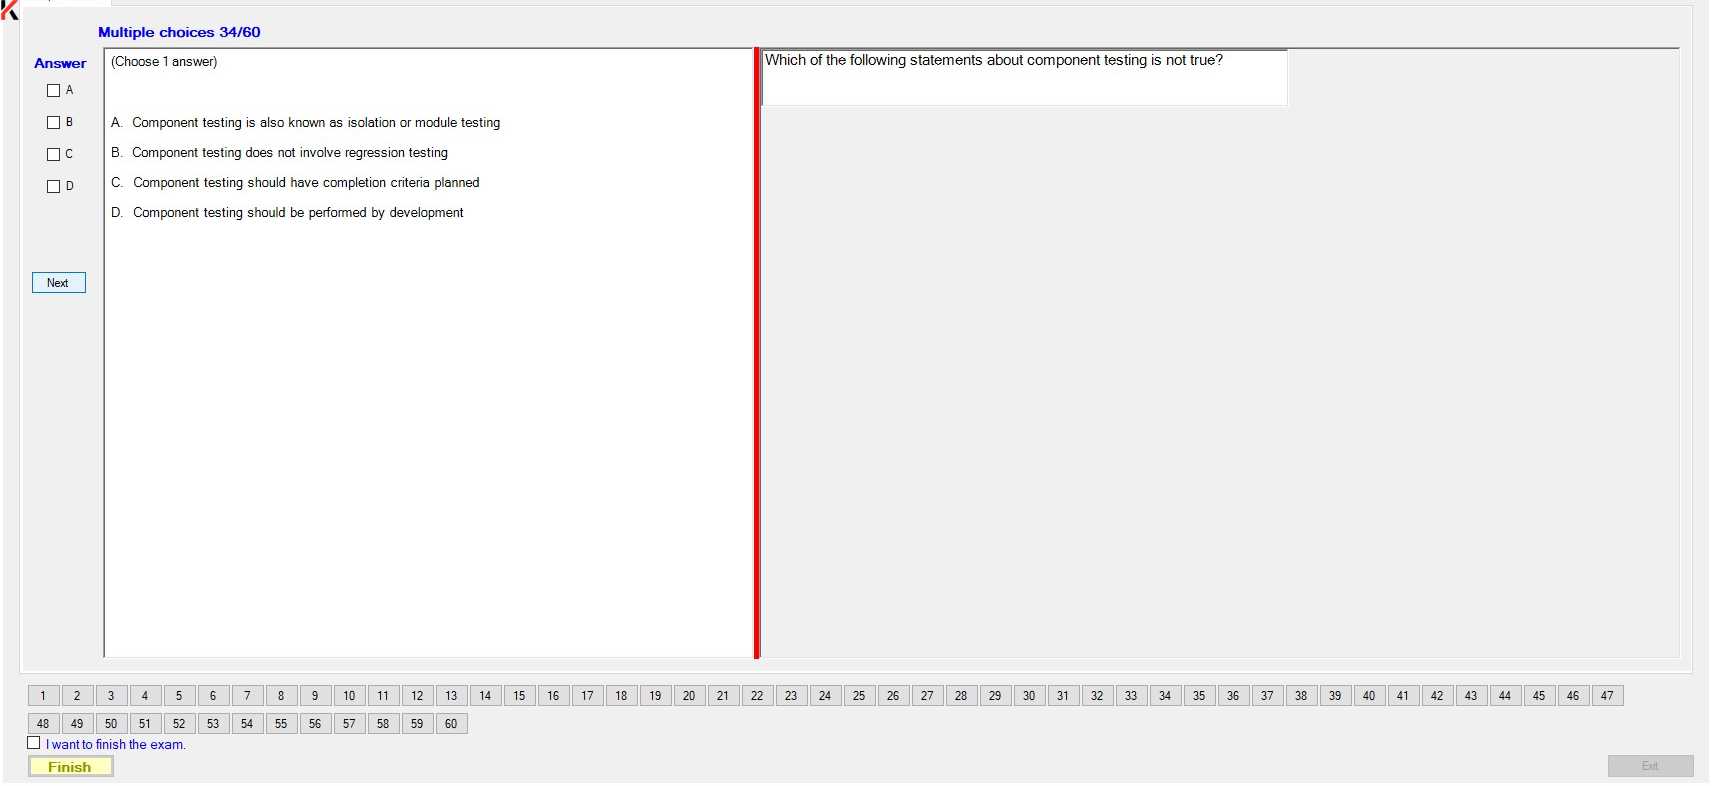 Multiple choices 34/60
Answer
(Choose 1 answer)
Which of the following statements about component testing is not true?
A
B
C
D
A. Component testing is also known as isolation or module testing
B. Component testing does not involve regression testing
C. Component testing should have completion criteria planned
D. Component testing should be performed by development
Next
1 2 3 4 5 6 7 8 9 10 11 12 13 14 15 16 17 18 19 20 21 22 23 24 25 26 27 28 29 30 31 32 33 34 35 36 37 38 39 40 41 42 43 44 45 46 47
48 49 50 51 52 53 54 55 56 57 58 59 60
I want to finish the exam.
Finish
Exit